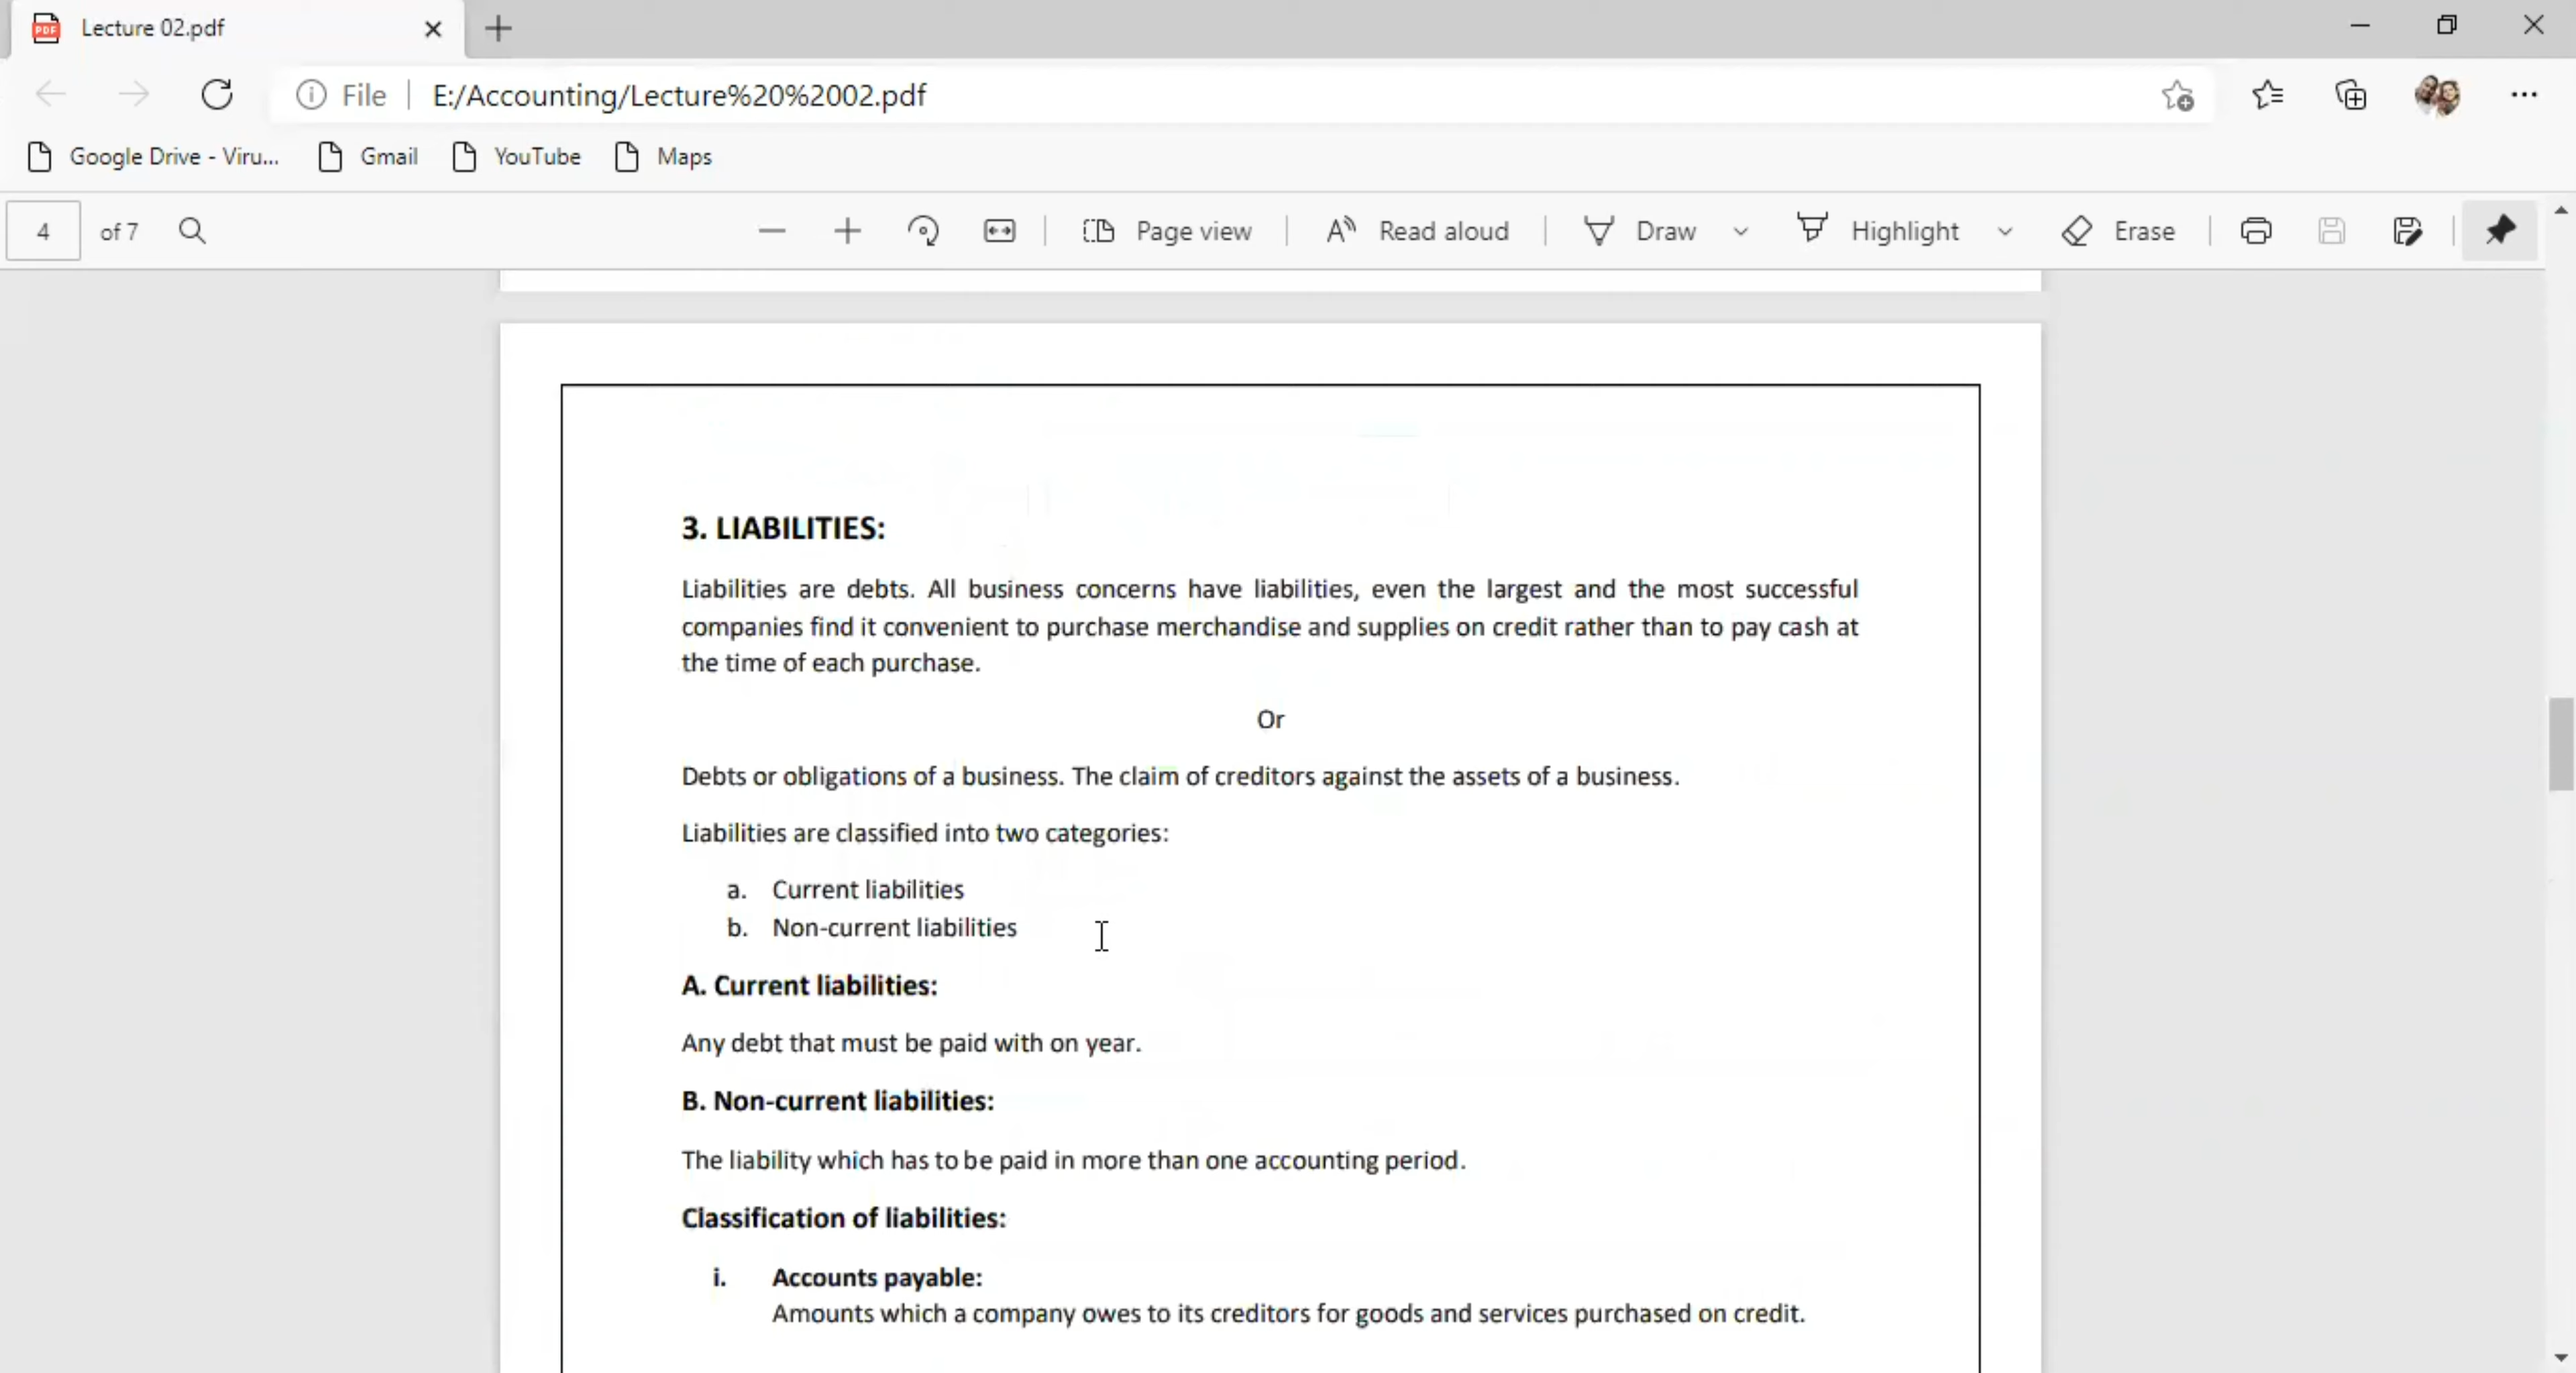 Lecture 02.pdf
File E:/Accounting/Lecture%20%2002.pdf
Google Drive - Viru... Gmail YouTube Maps
4 of 7 Page view Read aloud Draw Highlight Erase
3. LIABILITIES:
Liabilities are debts. All business concerns have liabilities, even the largest and the most successful
companies find it convenient to purchase merchandise and supplies on credit rather than to pay cash at
the time of each purchase.
Or
Debts or obligations of a business. The claim of creditors against the assets of a business.
Liabilities are classified into two categories:
a. Current liabilities
b. Non-current liabilities
A. Current liabilities:
Any debt that must be paid with on year.
B. Non-current liabilities:
The liability which has to be paid in more than one accounting period.
Classification of liabilities:
i. Accounts payable:
Amounts which a company owes to its creditors for goods and services purchased on credit.